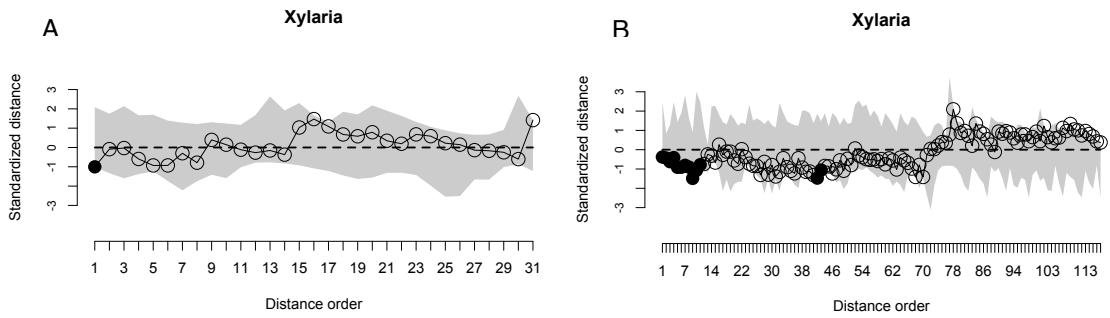 A
Xylaria
Standardized distance
3
2
1
0
-1
-3
1 3 5 7 9 11 13 15 17 19 21 23 25 27 29 31
Distance order
B
Xylaria
Standardized distance
3
2
1
0
-1
-3
1 7 14 22 30 38 46 54 62 70 78 86 94 103 113
Distance order